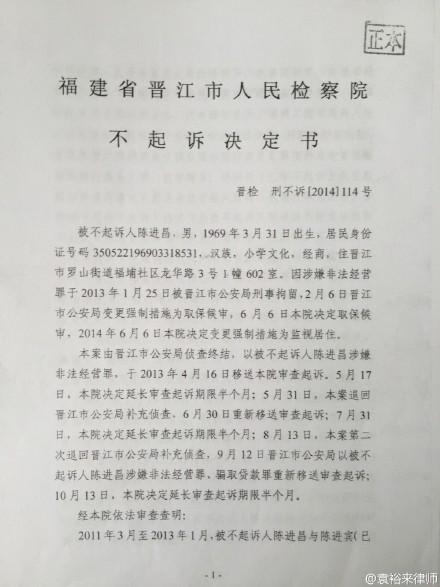 正本
福建省晋江市人民检察院
不起诉决定书
晋检 刑不诉[2014]114号
被不起诉人陈进昌，男，1969年3月31日出生，居民身份
证号码350522196903318531，汉族，小学文化，经商，住晋江
市罗山街道福埔社区龙华路3号1幢602室。因涉嫌非法经营
罪于2013年1月25日被晋江市公安局刑事拘留，2月6日晋江
市公安局变更强制措施为取保候审，6月6日本院决定取保候
审，2014年6月6日本院决定变更强制措施为监视居住。
本案由晋江市公安局侦查终结，以被不起诉人陈进昌涉嫌
非法经营罪，于2013年4月16日移送本院审查起诉。5月17
日，本院决定延长审查起诉期限半个月；5月31日，本案退回
晋江市公安局补充侦查，6月30日重新移送审查起诉；7月31
日，本院决定延长审查起诉期限半个月；8月13日，本案第二
次退回晋江市公安局补充侦查，9月12日晋江市公安局以被不
起诉人陈进昌涉嫌非法经营罪、骗取贷款罪重新移送审查起诉；
10月13日，本院决定延长审查起诉期限半个月。
经本院依法审查查明：
2011年3月至2013年1月，被不起诉人陈进昌与陈进宾（已
-1-
@袁裕来律师